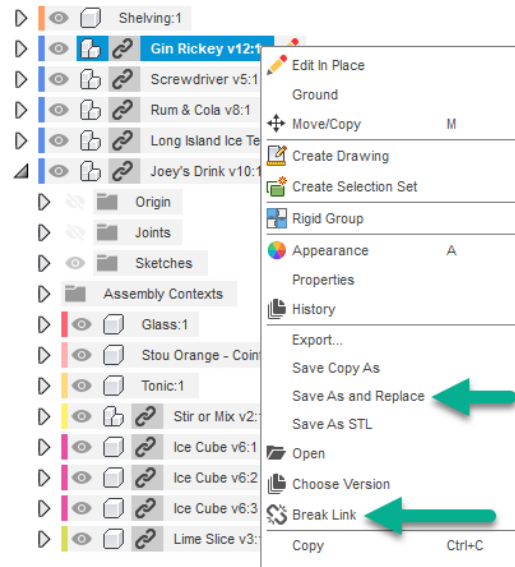 Shelving:1
Gin Rickey v12:1
Screwdriver v5:1
Rum & Cola v8:1
Long Island Ice Te
Joey's Drink v10:1
Origin
Joints
Sketches
Assembly Contexts
Glass:1
Stou Orange - Coin
Tonic:1
Stir or Mix v2:
Ice Cube v6:1
Ice Cube v6:2
Ice Cube v6:3
Lime Slice v3:
Edit In Place
Ground
Move/Copy M
Create Drawing
Create Selection Set
Rigid Group
Appearance A
Properties
History
Export...
Save Copy As
Save As and Replace
Save As STL
Open
Choose Version
Break Link
Copy Ctrl+C